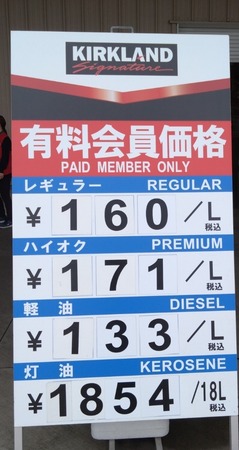 KIRKLAND
Signature
有料会員価格
PAID MEMBER ONLY
レギュラー REGULAR
¥160/L 税込
ハイオク PREMIUM
¥171/L 税込
軽油 DIESEL
¥133/L 税込
灯油 KEROSENE
¥1854/18L 税込